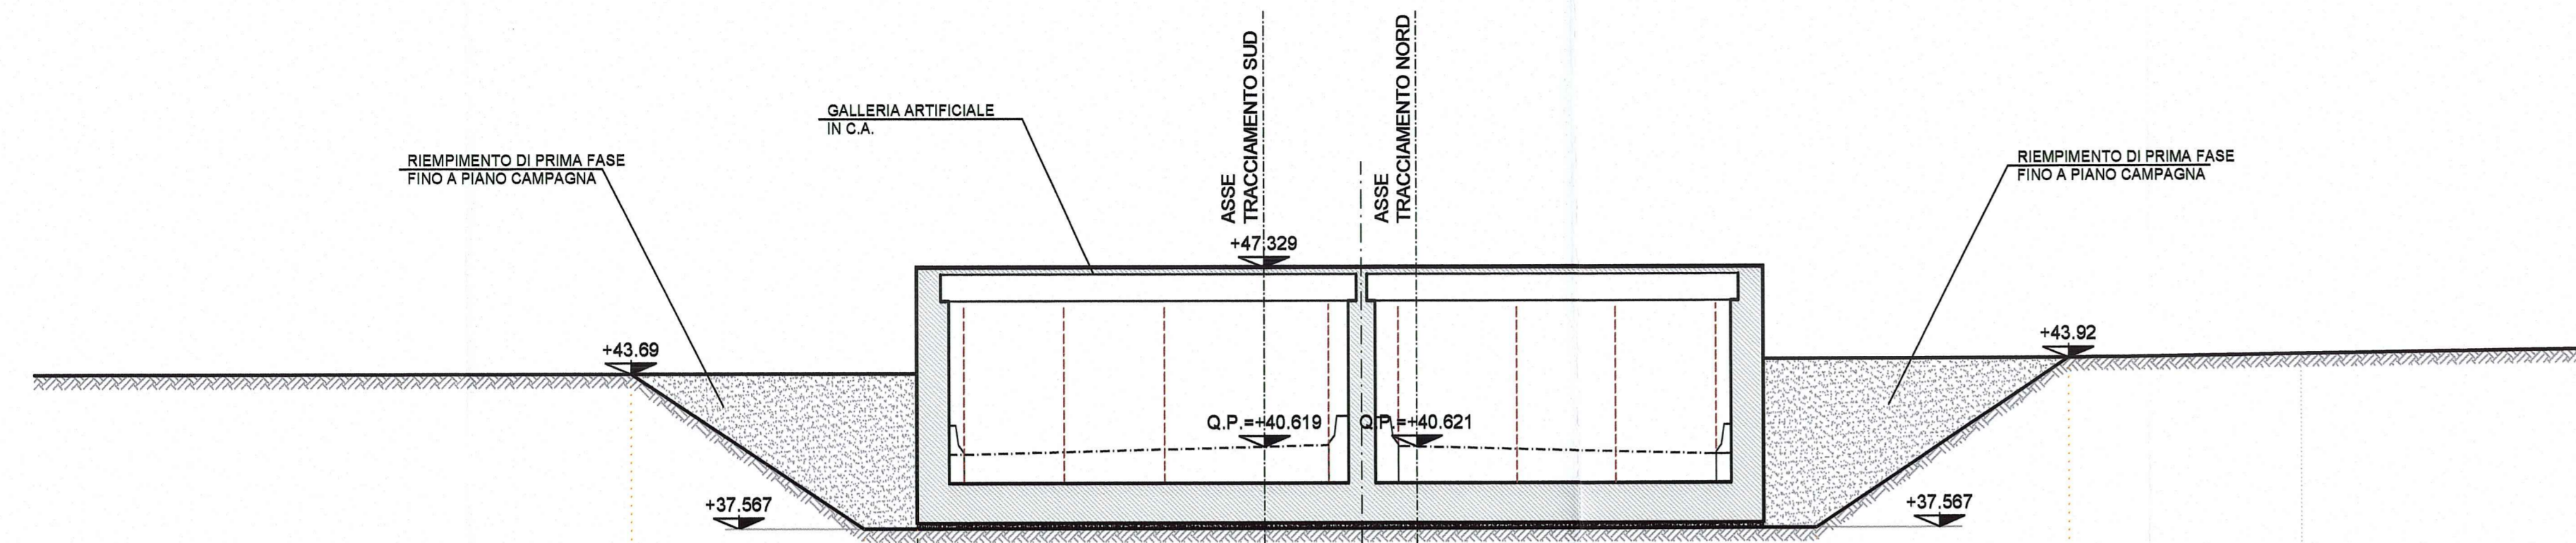 ASSE
TRACCIAMENTO SUD
ASSE
TRACCIAMENTO NORD
GALLERIA ARTIFICIALE
IN C.A.
RIEMPIMENTO DI PRIMA FASE
FINO A PIANO CAMPAGNA
RIEMPIMENTO DI PRIMA FASE
FINO A PIANO CAMPAGNA
+47.329
+43.69
+43.92
Q.P.=+40.619
Q.P.=+40.621
+37.567
+37.567